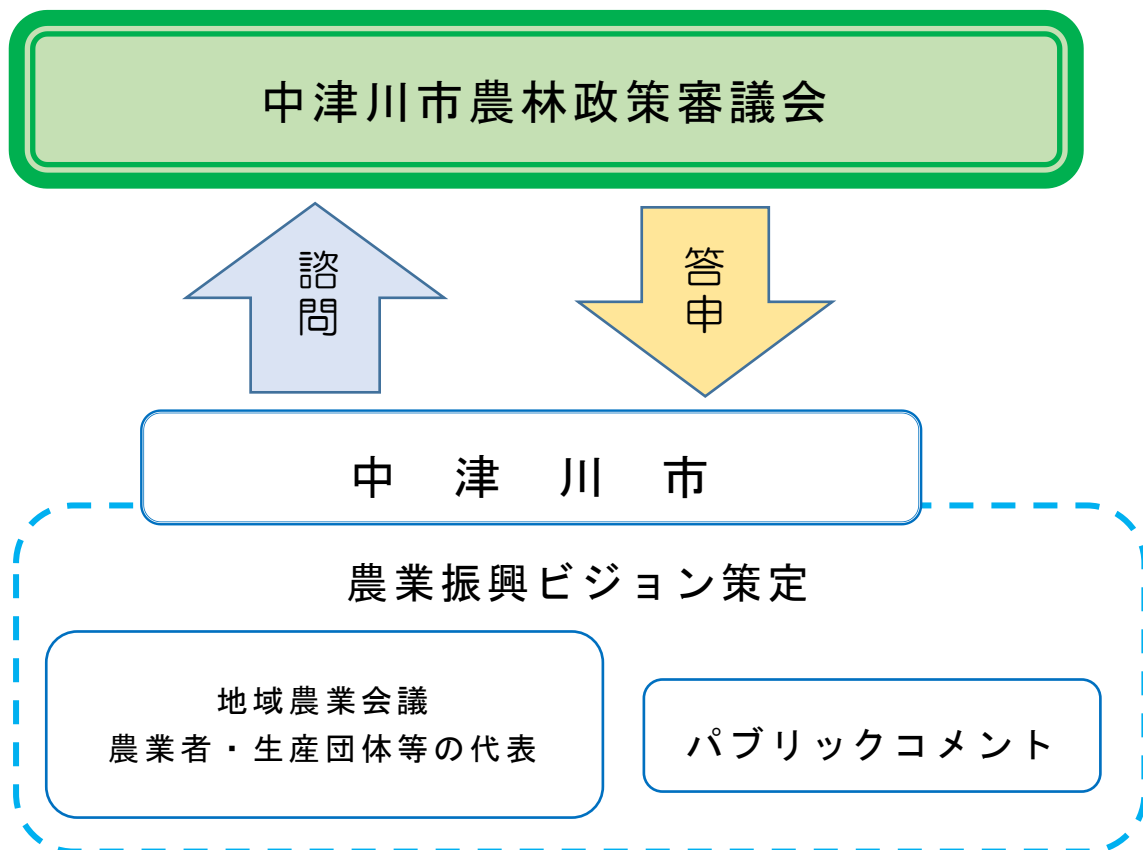 中津川市農林政策審議会
諮問
答申
中津川市
農業振興ビジョン策定
地域農業会議
農業者・生産団体等の代表
パブリックコメント